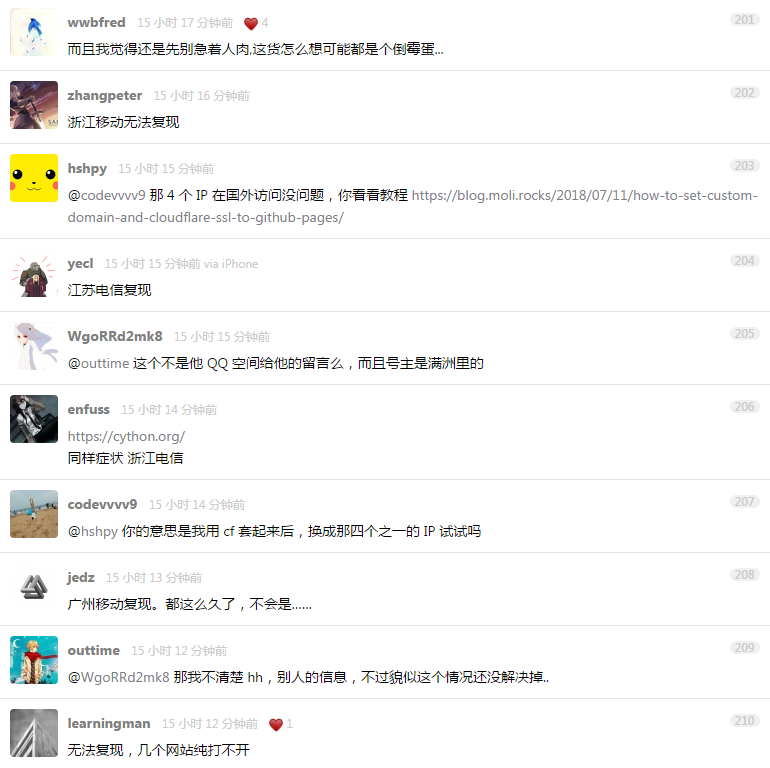 wwbfred 15 小时 17 分钟前 ❤ 4 201
而且我觉得还是先别急着人肉,这货怎么想可能都是个倒霉蛋...
zhangpeter 15 小时 16 分钟前 202
浙江移动无法复现
hshpy 15 小时 15 分钟前 203
@codevvvv9 那 4 个 IP 在国外访问没问题，你看看教程 https://blog.moli.rocks/2018/07/11/how-to-set-custom-
domain-and-cloudflare-ssl-to-github-pages/
yecl 15 小时 15 分钟前 via iPhone 204
江苏电信复现
WgoRRd2mk8 15 小时 15 分钟前 205
@outtime 这个不是他 QQ 空间给他的留言么，而且号主是满洲里的
enfuss 15 小时 14 分钟前 206
https://cython.org/
同样症状 浙江电信
codevvvv9 15 小时 14 分钟前 207
@hshpy 你的意思是我用 cf 套起来后，换成那四个之一的 IP 试试吗
jedz 15 小时 13 分钟前 208
广州移动复现。都这么久了，不会是......
outtime 15 小时 12 分钟前 209
@WgoRRd2mk8 那我不清楚 hh，别人的信息，不过貌似这个情况还没解决掉..
learningman 15 小时 12 分钟前 ❤ 1 210
无法复现，几个网站纯打不开